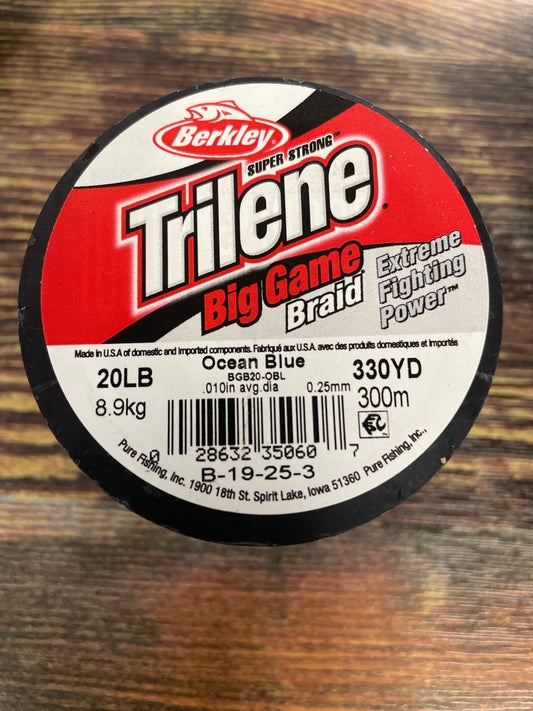 Berkley®
SUPER STRONG™
Trilene®
Big Game
Braid
Extreme
Fighting
Power™
Made in U.S.A of domestic and imported components. Fabriqué aux U.S.A. avec des produits domestiques et importés
20LB
8.9kg
Ocean Blue
BGB20-OBL
.010in avg.dia 0.25mm
330YD
300m
0 28632 35060 7
B-19-25-3
Pure Fishing, Inc. 1900 18th St. Spirit Lake, Iowa 51360 Pure Fishing, Inc.,